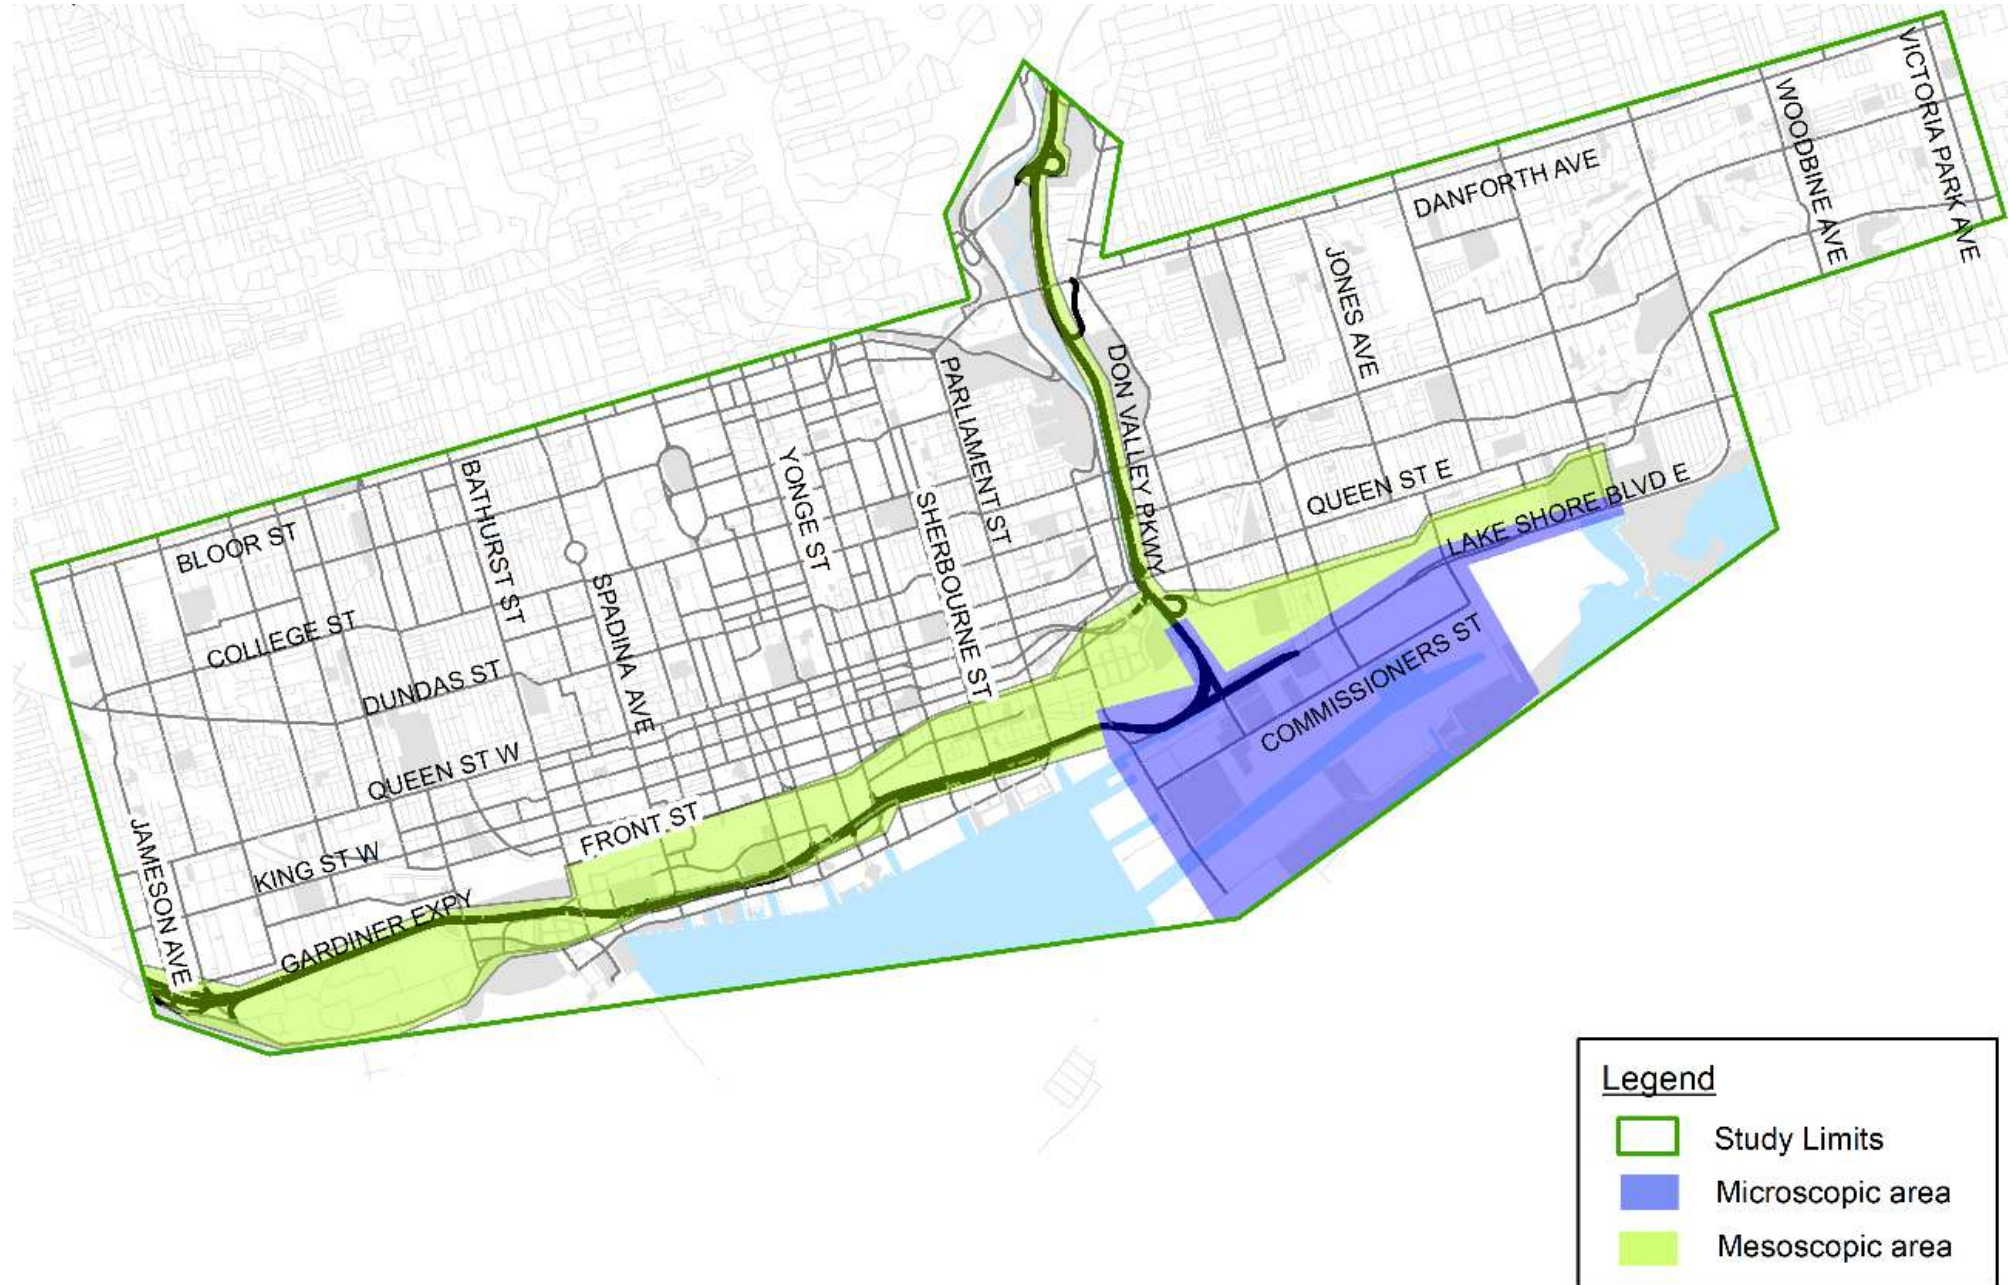 VICTORIA PARK AVE
WOODBINE AVE
DANFORTH AVE
JONES AVE
DON VALLEY PKWY
PARLIAMENT ST
YONGE ST
BATHURST ST
SHERBOURNE ST
QUEEN ST E
LAKE SHORE BLVD E
BLOOR ST
SPADINA AVE
COLLEGE ST
DUNDAS ST
COMMISSIONERS ST
QUEEN ST W
FRONT ST
JAMESON AVE
KING ST W
GARDINER EXPY
Legend
Study Limits
Microscopic area
Mesoscopic area